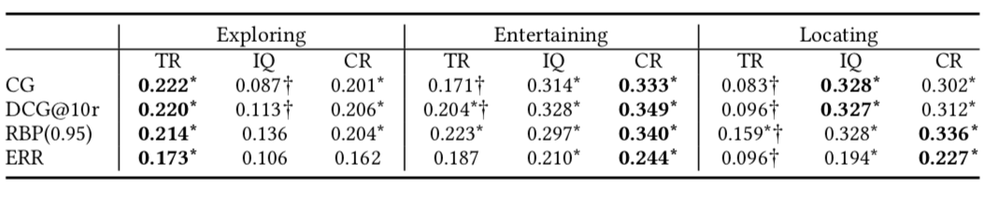 Exploring Entertaining Locating
TR IQ CR TR IQ CR TR IQ CR
CG 0.222* 0.087† 0.201* 0.171† 0.314* 0.333* 0.083† 0.328* 0.302*
DCG@10r 0.220* 0.113† 0.206* 0.204*† 0.328* 0.349* 0.096† 0.327* 0.312*
RBP(0.95) 0.214* 0.136 0.204* 0.223* 0.297* 0.340* 0.159*† 0.328* 0.336*
ERR 0.173* 0.106 0.162 0.187 0.210* 0.244* 0.096† 0.194* 0.227*